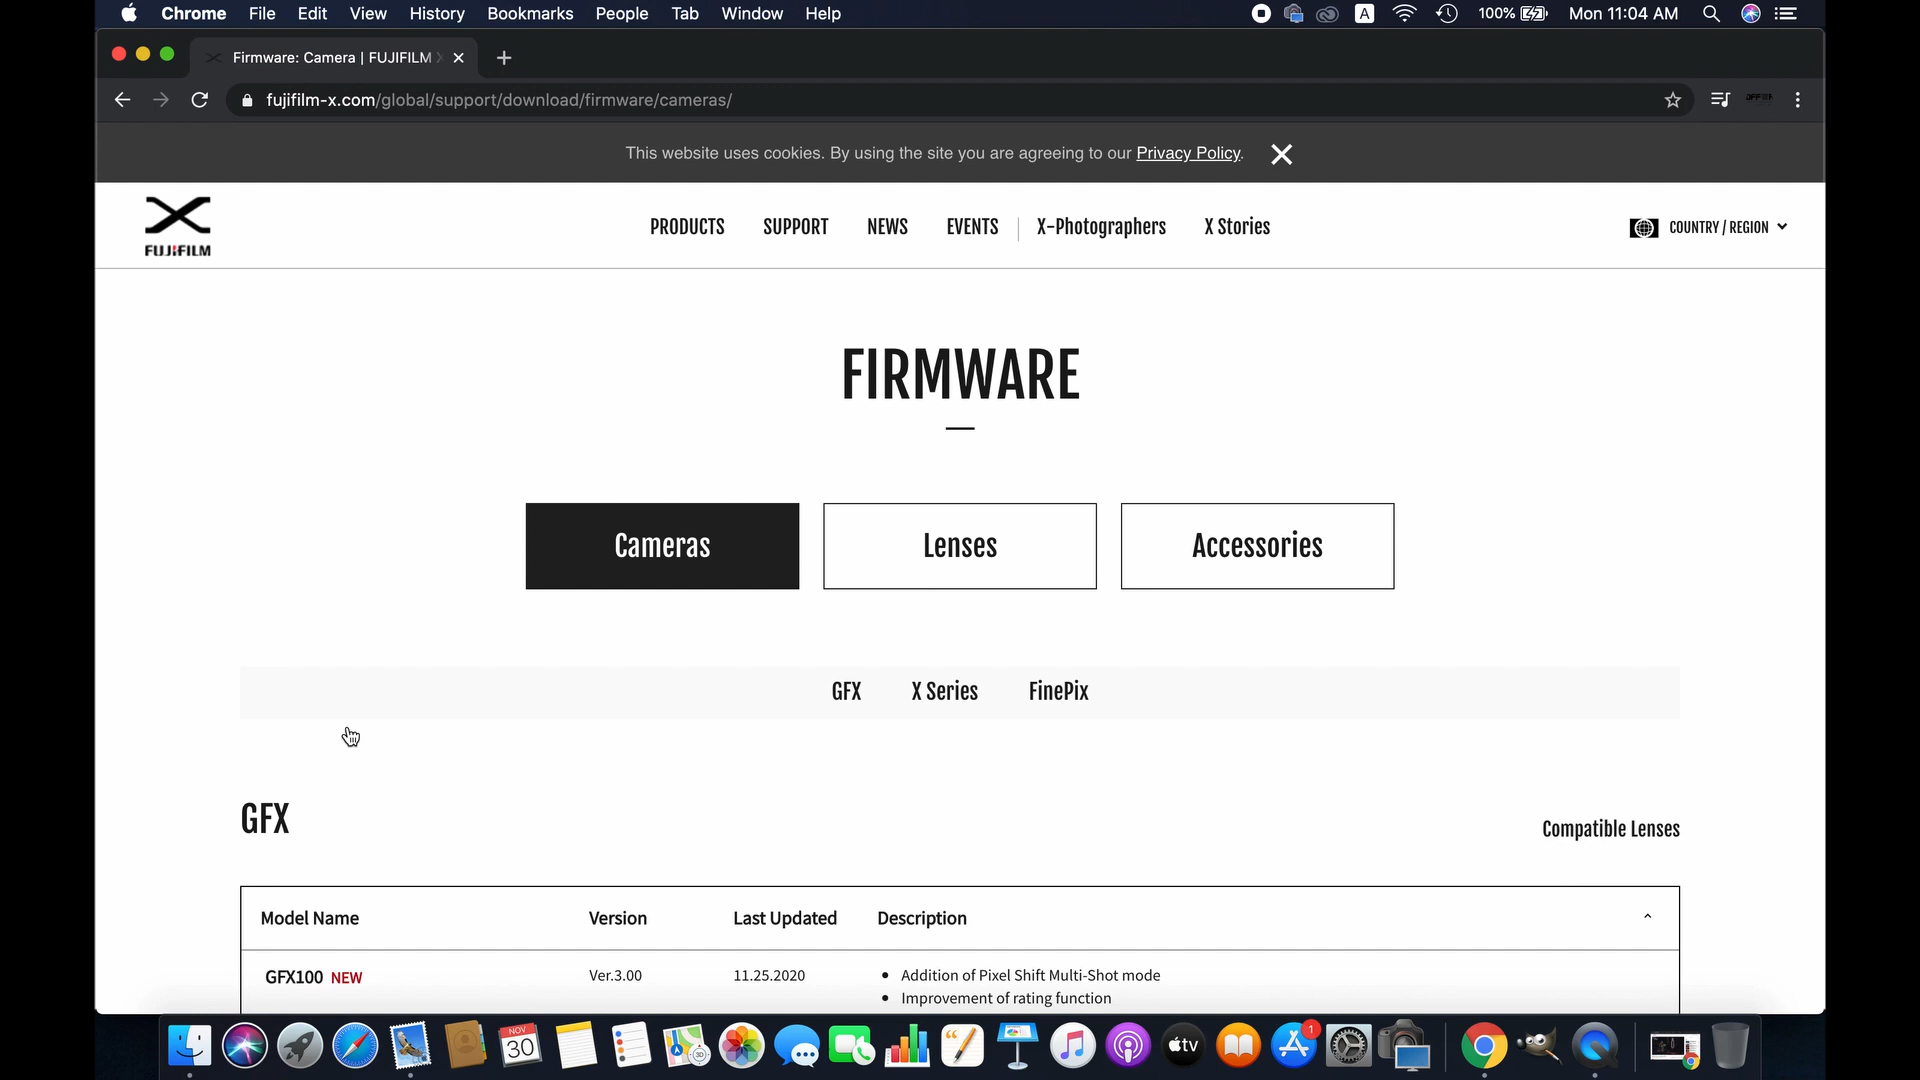 Chrome File Edit View History Bookmarks People Tab Window Help A 100% Mon 11:04 AM
Firmware: Camera | FUJIFILM X
fujifilm-x.com/global/support/download/firmware/cameras/
This website uses cookies. By using the site you are agreeing to our Privacy Policy.
FUJIFILM
PRODUCTS SUPPORT NEWS EVENTS X-Photographers X Stories COUNTRY / REGION
FIRMWARE
Cameras Lenses Accessories
GFX X Series FinePix
GFX
Compatible Lenses
Model Name Version Last Updated Description
GFX100 NEW Ver.3.00 11.25.2020 • Addition of Pixel Shift Multi-Shot mode
• Improvement of rating function
NOV
30
tv
1